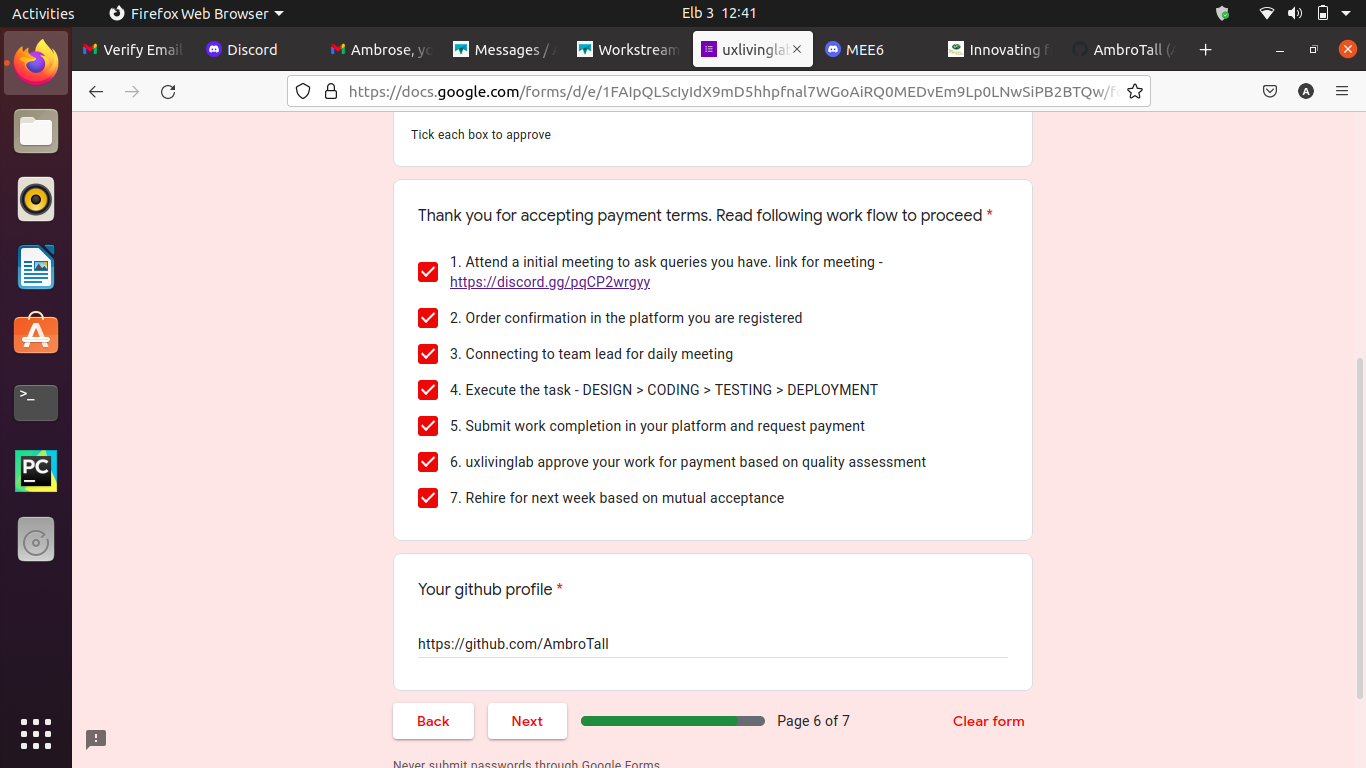 Activities
Firefox Web Browser
Elb 3 12:41
Verify Email
Discord
Ambrose, yo
Messages /
Workstream
uxlivinglab
MEE6
Innovating f
AmbroTall (
https://docs.google.com/forms/d/e/1FAIpQLScIyIdX9mD5hhpfnal7WGoAiRQ0MEDvEm9Lp0LNwSiPB2BTQw/f
A
Tick each box to approve
Thank you for accepting payment terms. Read following work flow to proceed *
1. Attend a initial meeting to ask queries you have. link for meeting -
https://discord.gg/pqCP2wrgyy
2. Order confirmation in the platform you are registered
3. Connecting to team lead for daily meeting
4. Execute the task - DESIGN > CODING > TESTING > DEPLOYMENT
5. Submit work completion in your platform and request payment
6. uxlivinglab approve your work for payment based on quality assessment
7. Rehire for next week based on mutual acceptance
PC
Your github profile *
https://github.com/AmbroTall
Back
Next
Page 6 of 7
Clear form
Never submit passwords through Google Forms.